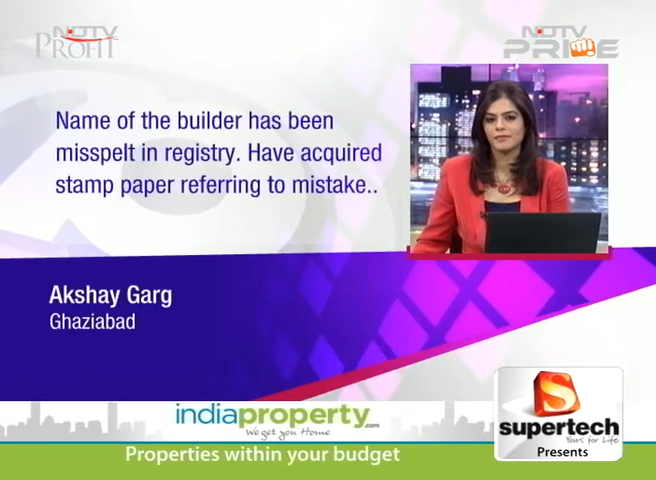 NDTV
PROFIT
NDTV
PRIME
Name of the builder has been
misspelt in registry. Have acquired
stamp paper referring to mistake..
Akshay Garg
Ghaziabad
indiaproperty.com
We get you Home
S
supertech
Yours for Life.
Presents
Properties within your budget